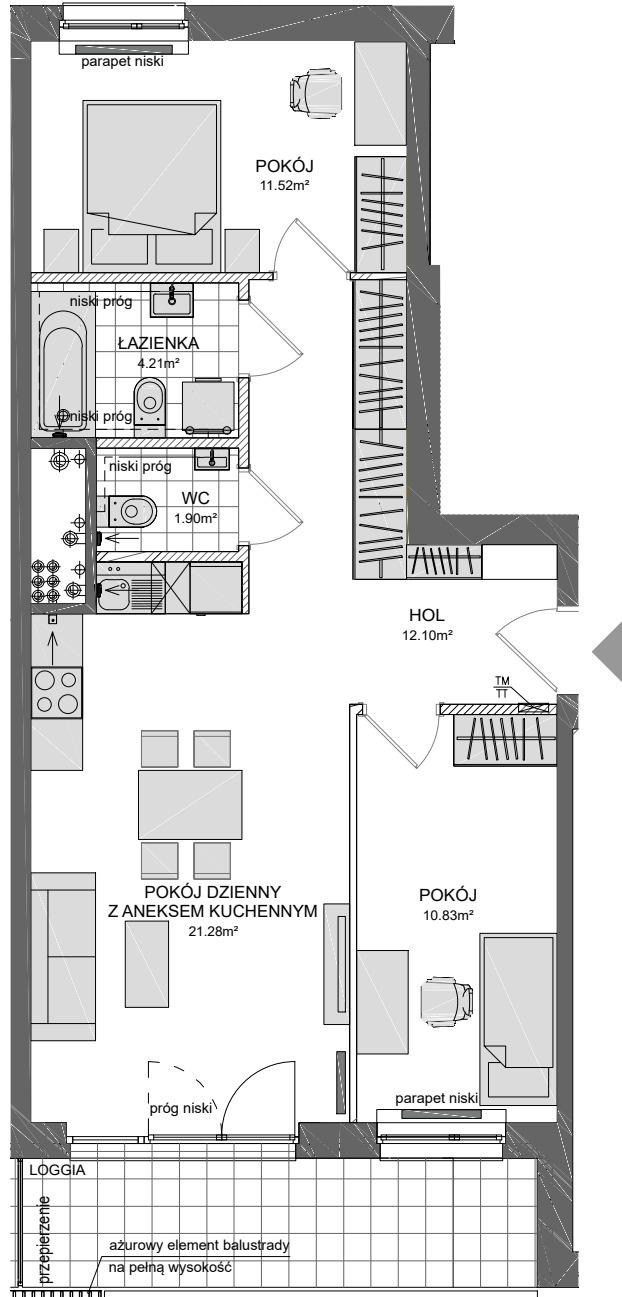 parapet niski
POKÓJ
11.52m²
niski próg
ŁAZIENKA
4.21m²
niski próg
niski próg
WC
1.90m²
HOL
12.10m²
TM
TT
POKÓJ DZIENNY
Z ANEKSEM KUCHENNYM
21.28m²
POKÓJ
10.83m²
próg niski
parapet niski
LOGGIA
przepierzenie
ażurowy element balustrady
na pełną wysokość